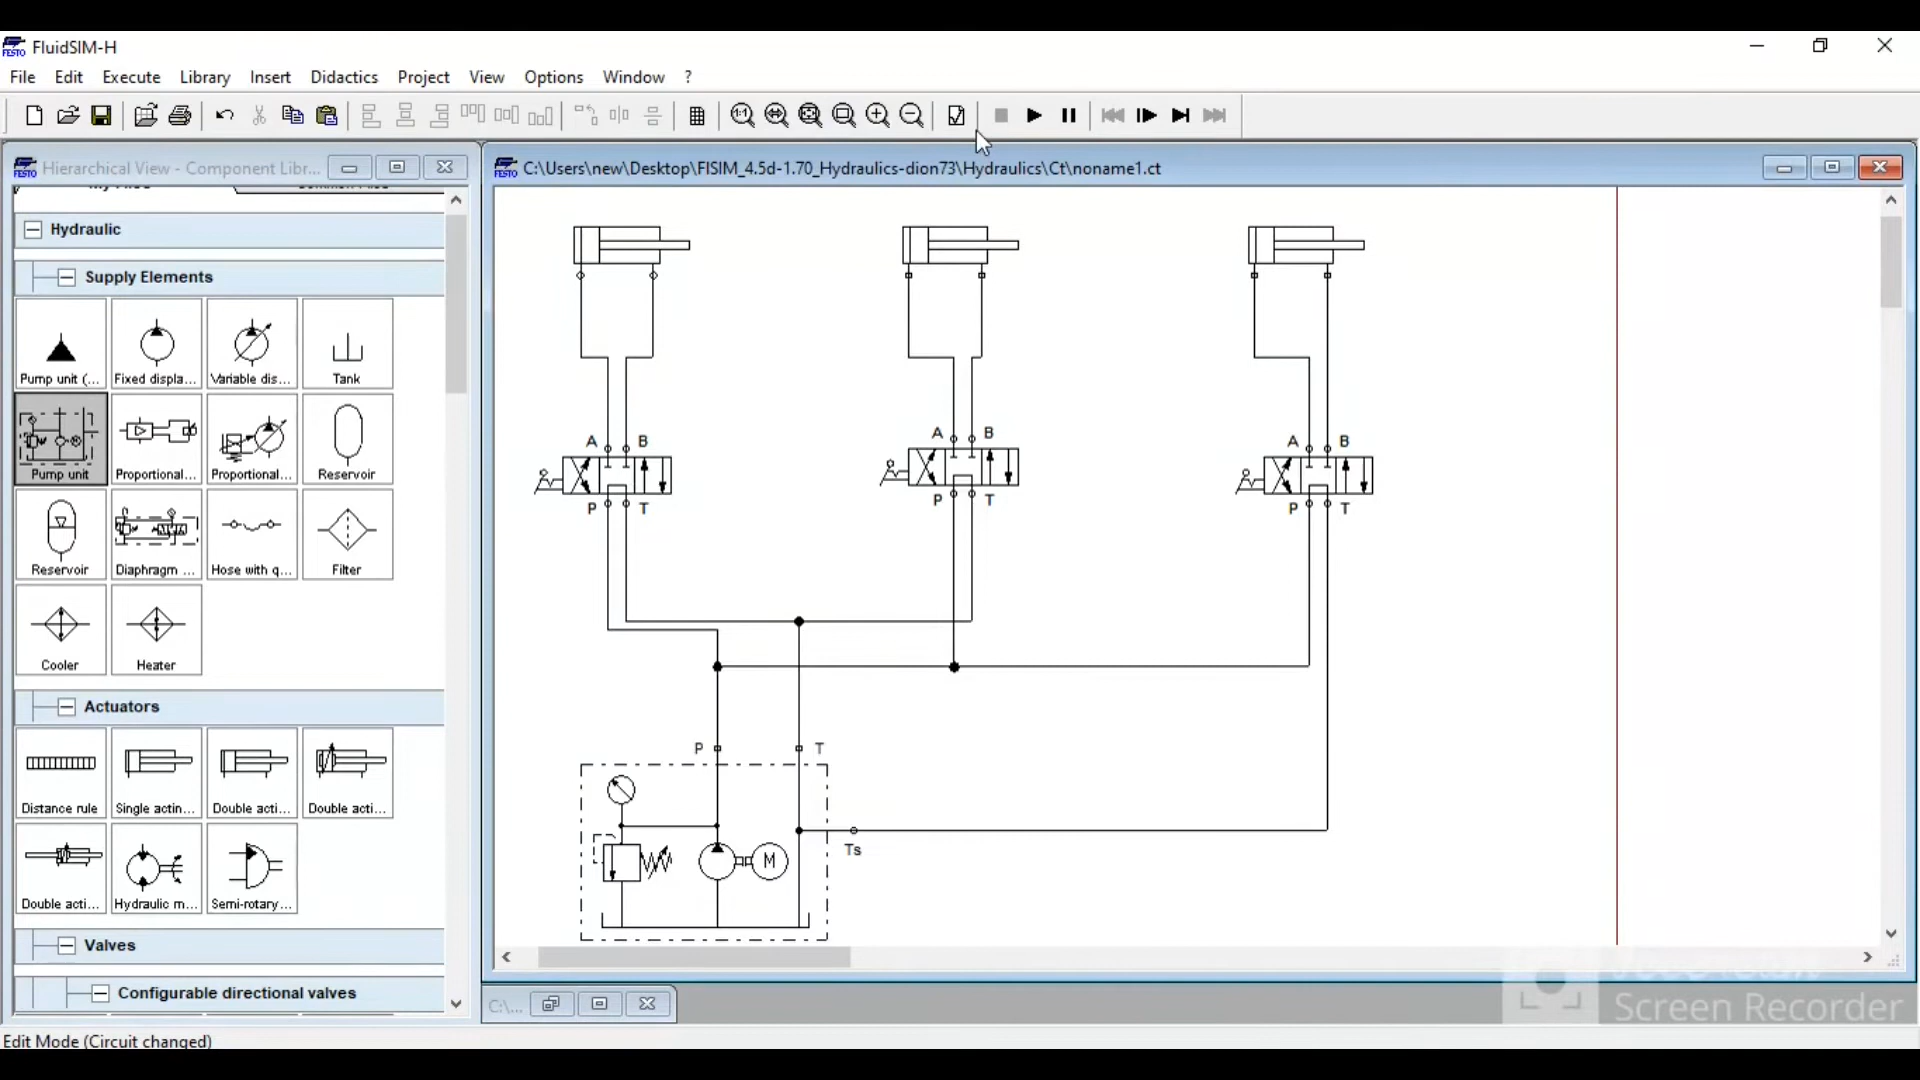 FluidSIM-H
File Edit Execute Library Insert Didactics Project View Options Window ?
Hierarchical View - Component Libr...
C:\Users\new\Desktop\FISIM_4.5d-1.70_Hydraulics-dion73\Hydraulics\Ct\noname1.ct
Hydraulic
Supply Elements
Pump unit (... Fixed displa... Variable dis... Tank
Pump unit Proportional... Proportional... Reservoir
Reservoir Diaphragm ... Hose with q... Filter
Cooler Heater
Actuators
Distance rule Single actin... Double acti... Double acti...
Double acti... Hydraulic m... Semi-rotary...
Valves
Configurable directional valves
A B
P T
A B
P T
A B
P T
P T
M
Ts
C:\...
Screen Recorder
Edit Mode (Circuit changed)